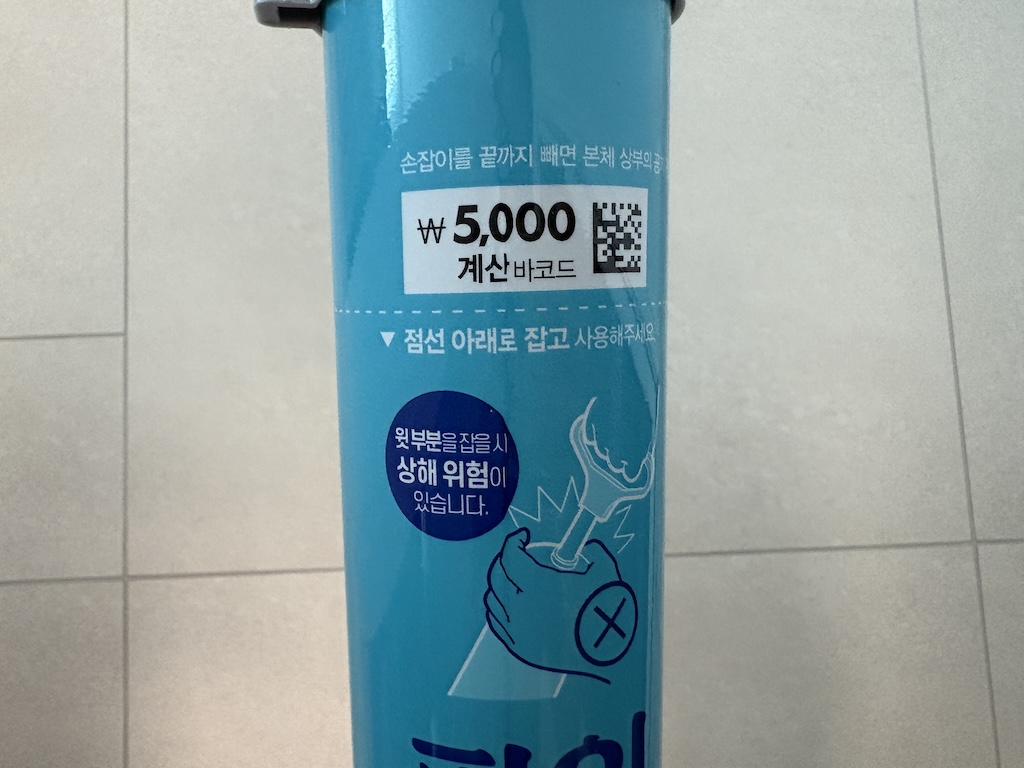 손잡이를 끝까지 빼면 본체 상부의
₩ 5,000
계산 바코드
▼ 점선 아래로 잡고 사용해주세요
윗부분을 잡을 시
상해 위험이
있습니다.